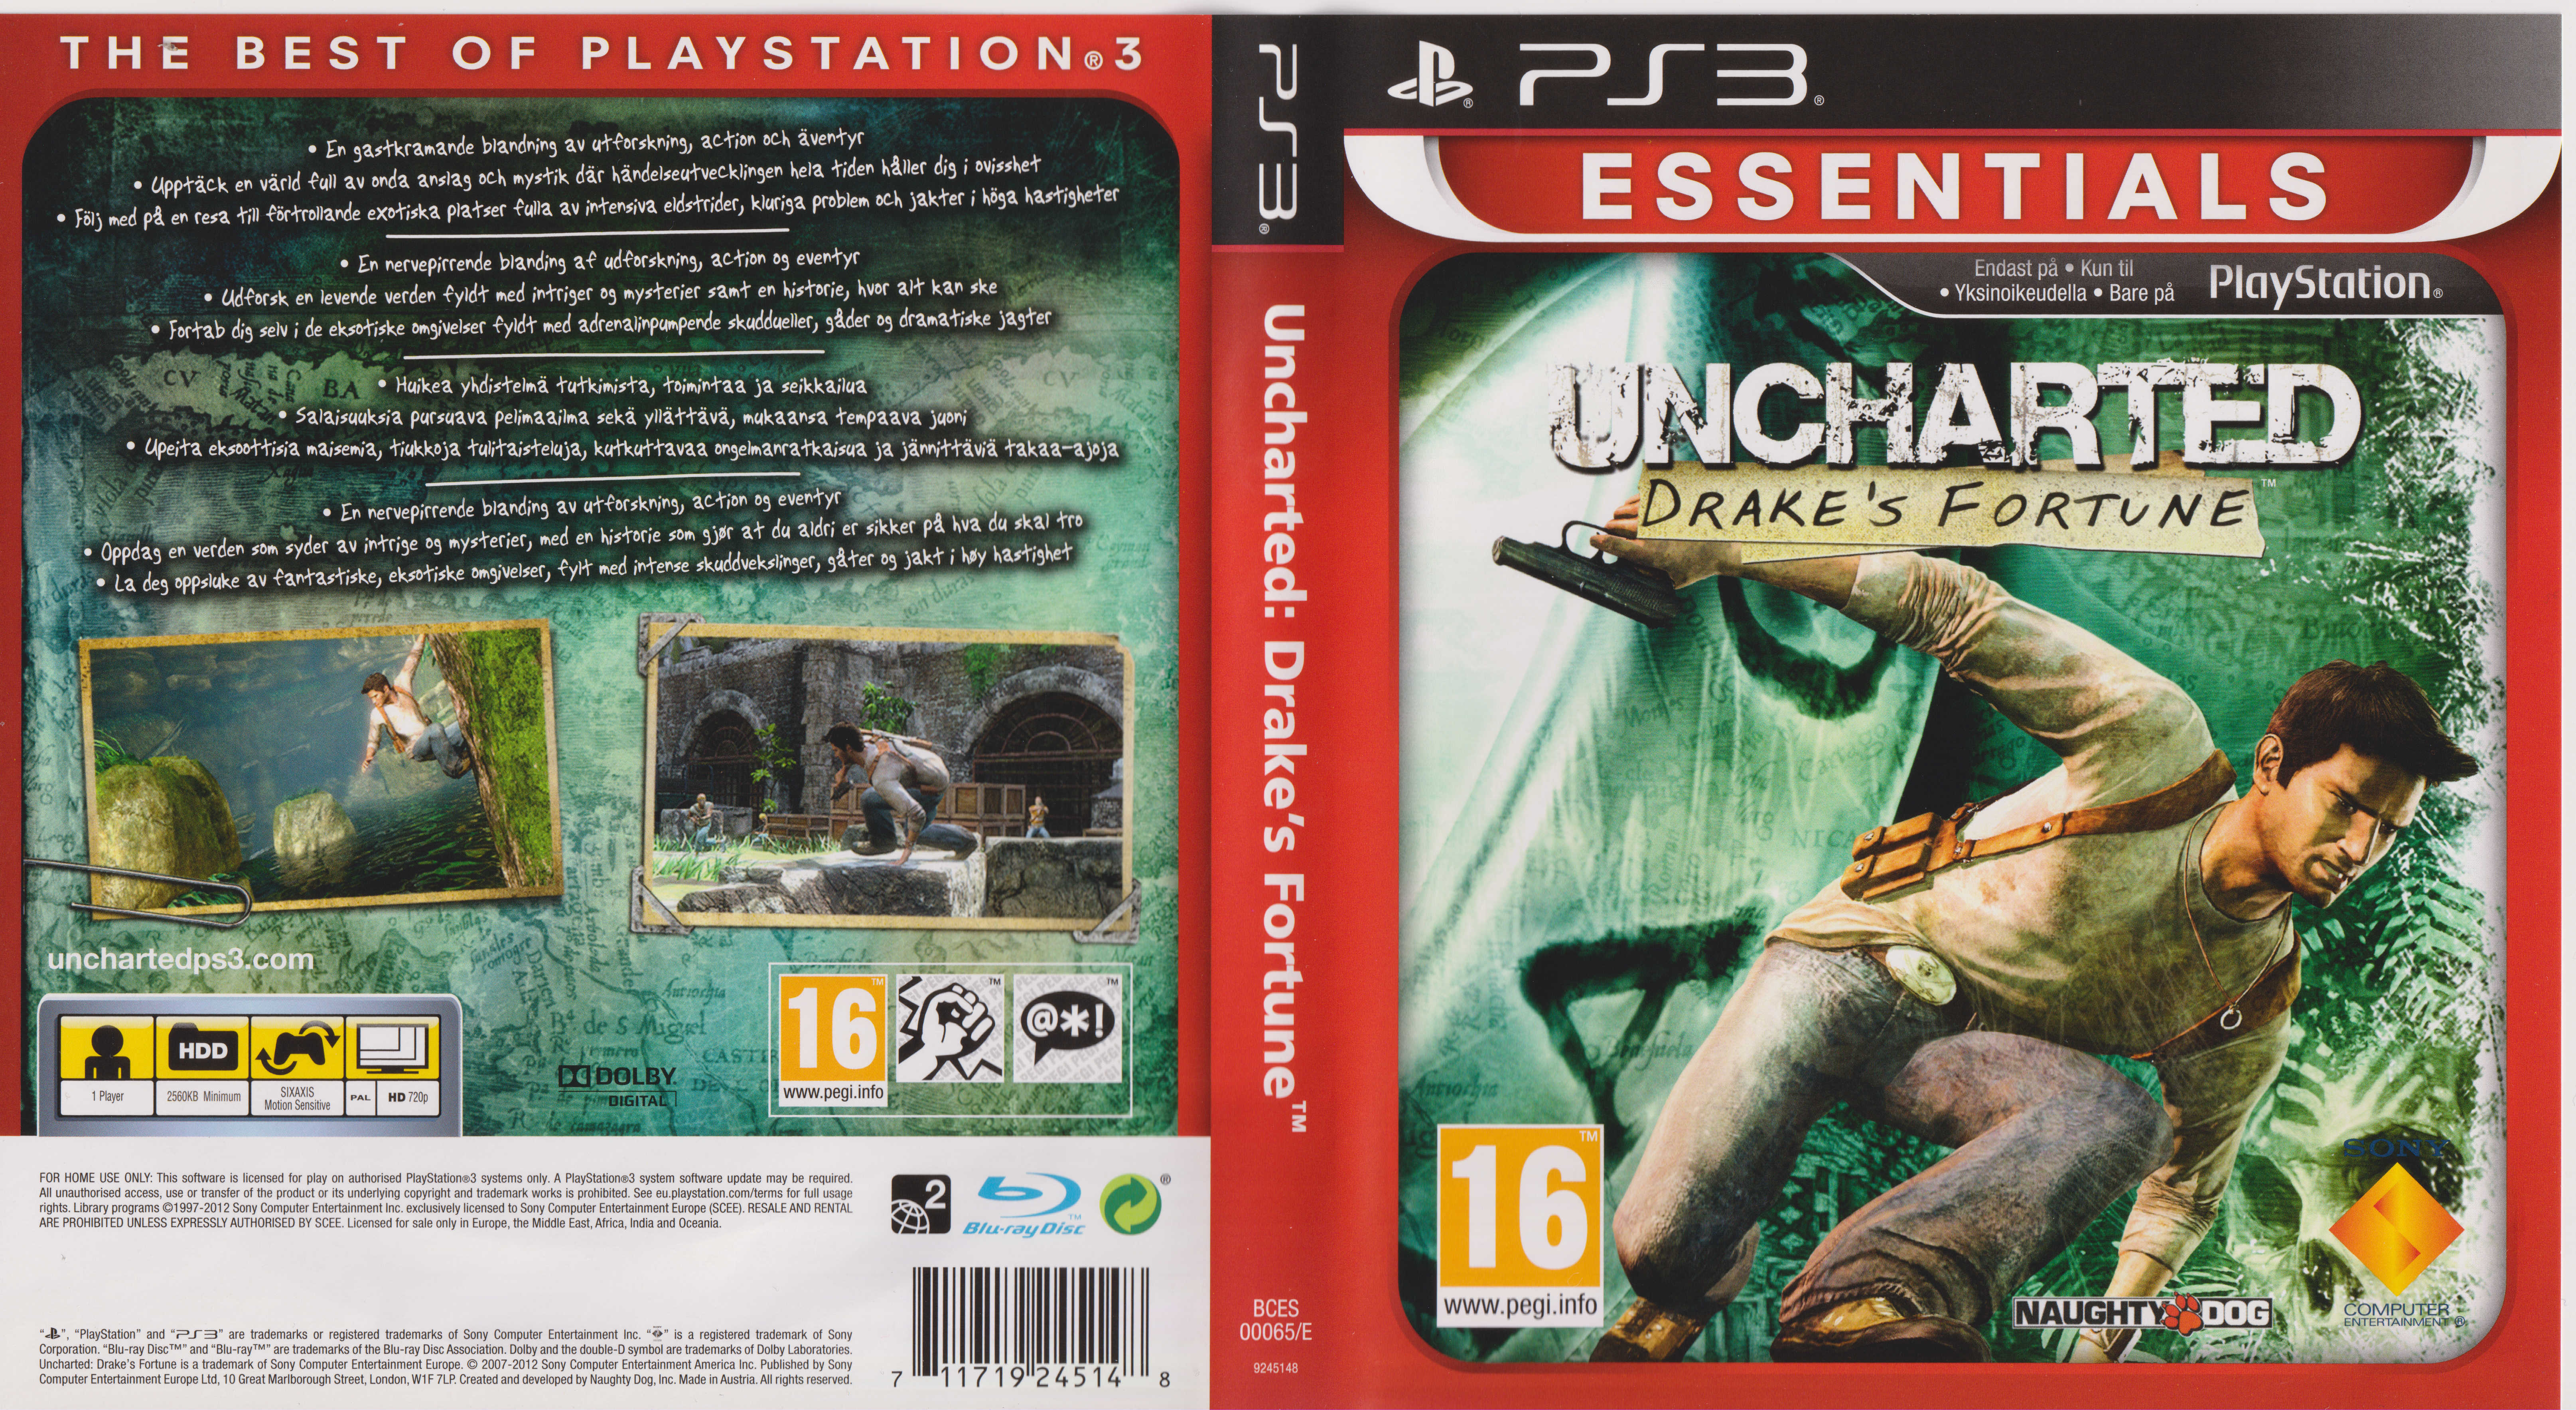 THE BEST OF PLAYSTATION®3
• En gastkramande blandning av utforskning, action och äventyr
• Upptäck en värld full av onda anslag och mystik där händelseutvecklingen hela tiden håller dig i ovisshet
• Följ med på en resa till förtrollande exotiska platser fulla av intensiva eldstrider, kluriga problem och jakter i höga hastigheter
• En nervepirrende blanding af udforskning, action og eventyr
• Udforsk en levende verden fyldt med intriger og mysterier samt en historie, hvor alt kan ske
• Fortab dig selv i de eksotiske omgivelser fyldt med adrenalinpumpende skuddueller, gåder og dramatiske jagter
• Huikea yhdistelmä tutkimista, toimintaa ja seikkailua
• Salaisuuksia pursuava pelimaailma sekä yllättävä, mukaansa tempaava juoni
• Upeita eksoottisia maisemia, tiukkoja tulitaisteluja, kutkuttavaa ongelmanratkaisua ja jännittäviä takaa-ajoja
• En nervepirrende blanding av utforskning, action og eventyr
• Oppdag en verden som syder av intrige og mysterier, med en historie som gjør at du aldri er sikker på hva du skal tro
• La deg oppsluke av fantastiske, eksotiske omgivelser, fylt med intense skuddvekslinger, gåter og jakt i høy hastighet
unchartedps3.com
HDD
1 Player
2560KB Minimum
SIXAXIS
Motion Sensitive
PAL
HD 720p
DOLBY
DIGITAL
16™
www.pegi.info
™
@*!™
FOR HOME USE ONLY: This software is licensed for play on authorised PlayStation®3 systems only. A PlayStation®3 system software update may be required.
All unauthorised access, use or transfer of the product or its underlying copyright and trademark works is prohibited. See eu.playstation.com/terms for full usage
rights. Library programs ©1997-2012 Sony Computer Entertainment Inc. exclusively licensed to Sony Computer Entertainment Europe (SCEE). RESALE AND RENTAL
ARE PROHIBITED UNLESS EXPRESSLY AUTHORISED BY SCEE. Licensed for sale only in Europe, the Middle East, Africa, India and Oceania.
2
Blu-ray Disc™
®
“ ”, “PlayStation” and “PS3” are trademarks or registered trademarks of Sony Computer Entertainment Inc. “ ” is a registered trademark of Sony
Corporation. “Blu-ray Disc™” and “Blu-ray™” are trademarks of the Blu-ray Disc Association. Dolby and the double-D symbol are trademarks of Dolby Laboratories.
Uncharted: Drake’s Fortune is a trademark of Sony Computer Entertainment Europe. © 2007-2012 Sony Computer Entertainment America Inc. Published by Sony
Computer Entertainment Europe Ltd, 10 Great Marlborough Street, London, W1F 7LP. Created and developed by Naughty Dog, Inc. Made in Austria. All rights reserved.
7 11719 24514 8
PS3®
Uncharted: Drake’s Fortune™
BCES
00065/E
9245148
PS3®
ESSENTIALS
Endast på • Kun til
• Yksinoikeudella • Bare på
PlayStation®
UNCHARTED
DRAKE'S FORTUNE™
16™
www.pegi.info
NAUGHTY DOG
SONY
COMPUTER
ENTERTAINMENT®